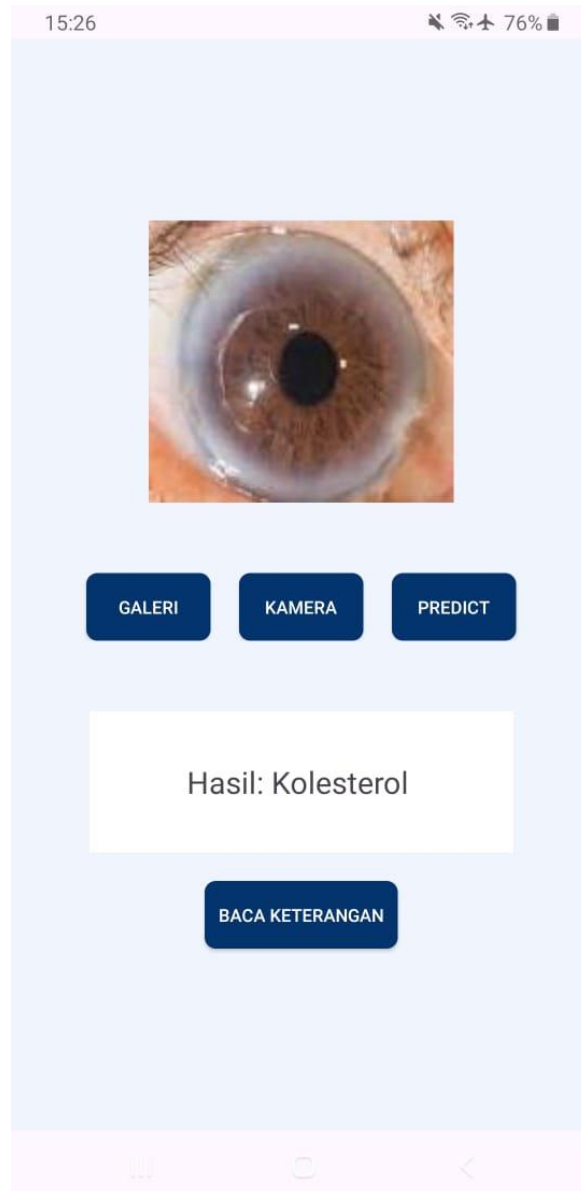 15:26 76%
GALERI KAMERA PREDICT
Hasil: Kolesterol
BACA KETERANGAN